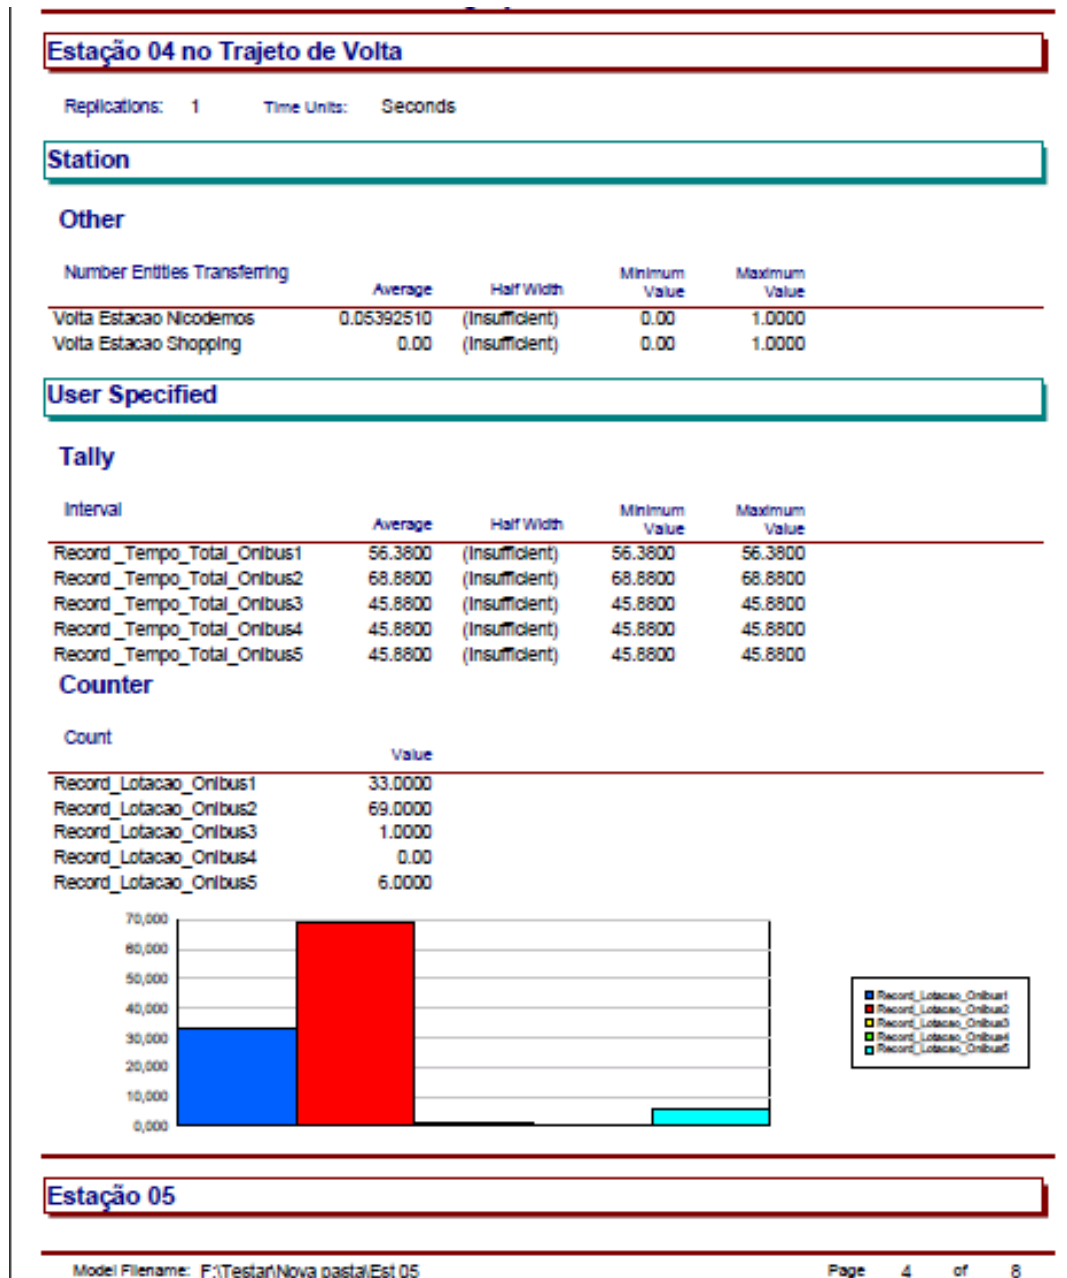 Estação 04 no Trajeto de Volta
Replications: 1 Time Units: Seconds
Station
Other
Number Entities Transferring Average Half Width Minimum Value Maximum Value
Volta Estacao Nicodemos 0.05392510 (Insufficient) 0.00 1.0000
Volta Estacao Shopping 0.00 (Insufficient) 0.00 1.0000
User Specified
Tally
Interval Average Half Width Minimum Value Maximum Value
Record _Tempo_Total_Onibus1 56.3800 (Insufficient) 56.3800 56.3800
Record _Tempo_Total_Onibus2 68.8800 (Insufficient) 68.8800 68.8800
Record _Tempo_Total_Onibus3 45.8800 (Insufficient) 45.8800 45.8800
Record _Tempo_Total_Onibus4 45.8800 (Insufficient) 45.8800 45.8800
Record _Tempo_Total_Onibus5 45.8800 (Insufficient) 45.8800 45.8800
Counter
Count Value
Record_Lotacao_Onibus1 33.0000
Record_Lotacao_Onibus2 69.0000
Record_Lotacao_Onibus3 1.0000
Record_Lotacao_Onibus4 0.00
Record_Lotacao_Onibus5 6.0000
70,000
60,000
50,000
40,000
30,000
20,000
10,000
0,000
Record_Lotacao_Onibus1
Record_Lotacao_Onibus2
Record_Lotacao_Onibus3
Record_Lotacao_Onibus4
Record_Lotacao_Onibus5
Estação 05
Model Filename: F:\Testar\Nova pasta\Est 05 Page 4 of 8